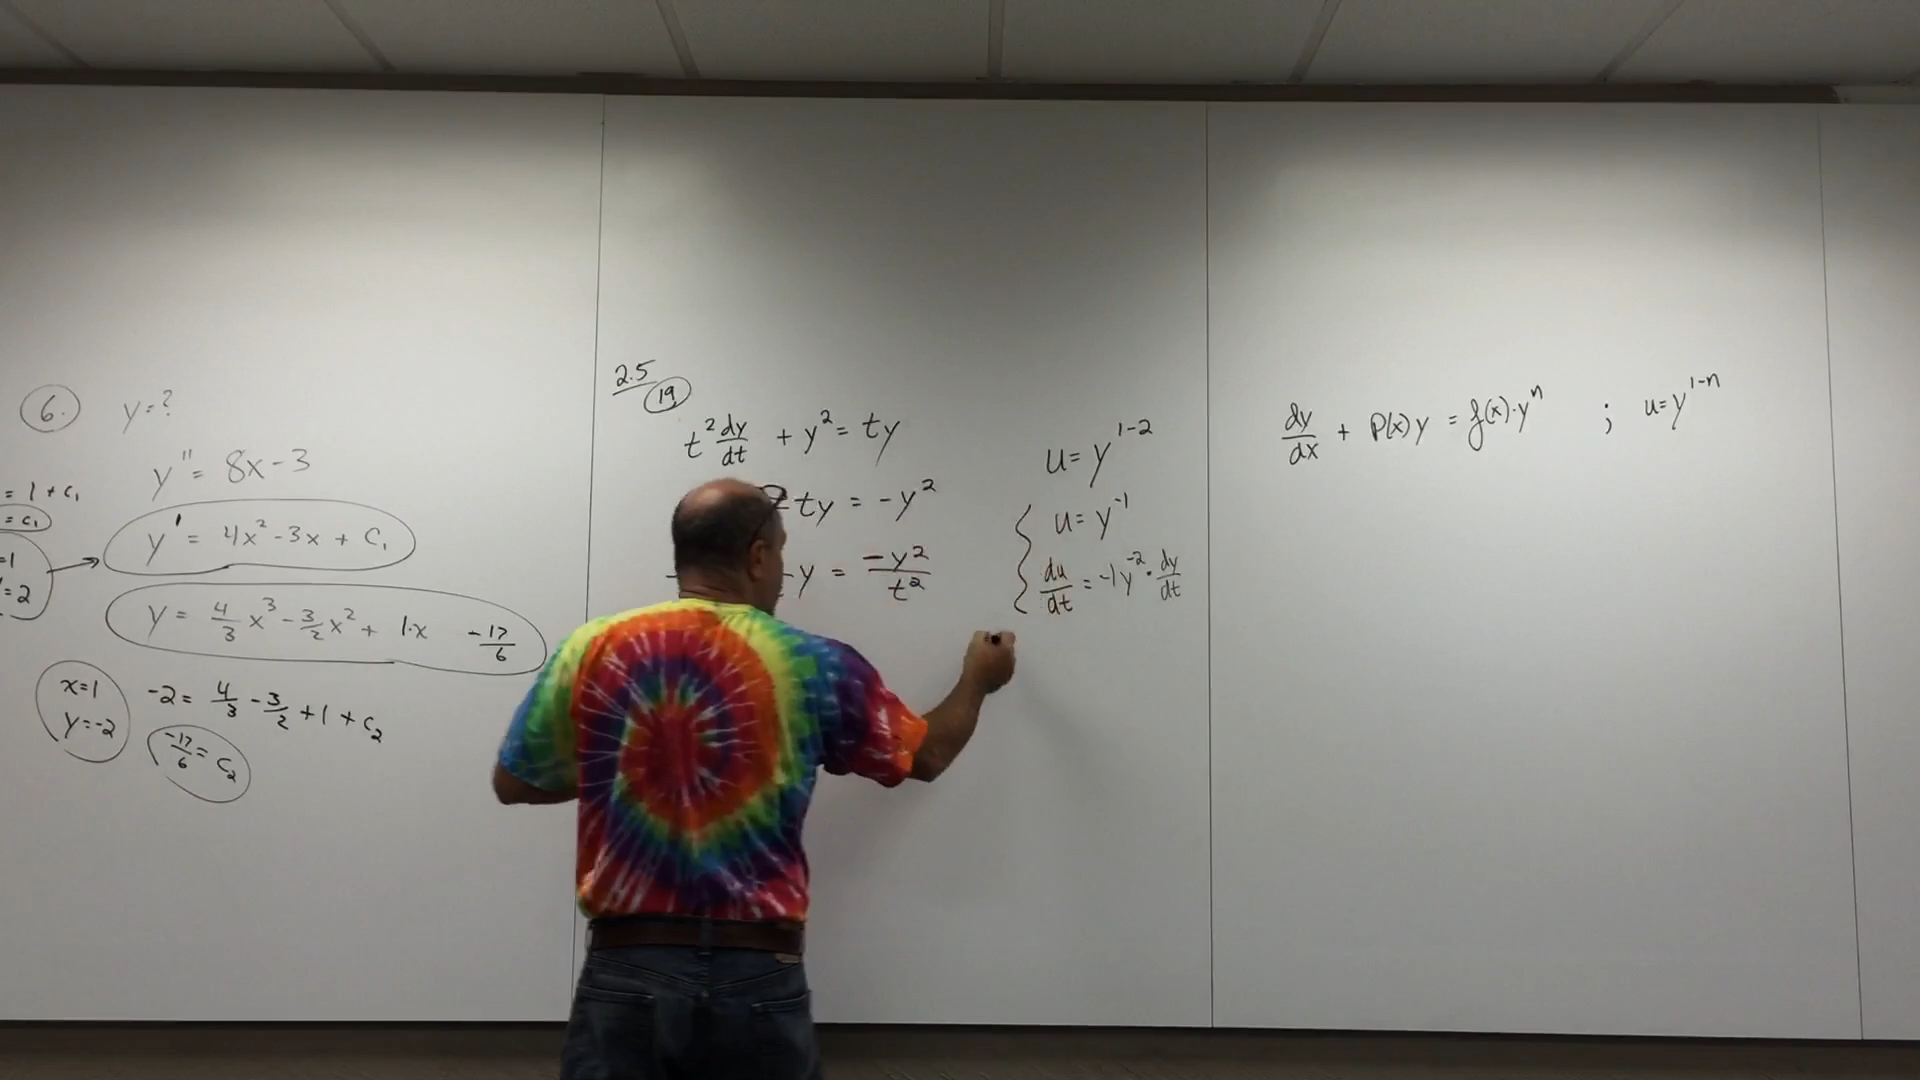 6. y=?
y" = 8x-3
= 1 + c₁
= c₁
y' = 4x² -3x + C₁
=1
=2
y = 4/3 x³ - 3/2 x² + 1·x -17/6
x=1
y=-2
-2 = 4/3 - 3/2 + 1 + c₂
-17/6 = C₂
2.5
19
t² dy/dt + y² = ty
ty = -y²
y = -y²/t²
u = y^(1-2)
u = y^-1
du/dt = -1y^-2 · dy/dt
dy/dx + P(x)y = f(x)·yⁿ ; u=y^(1-n)